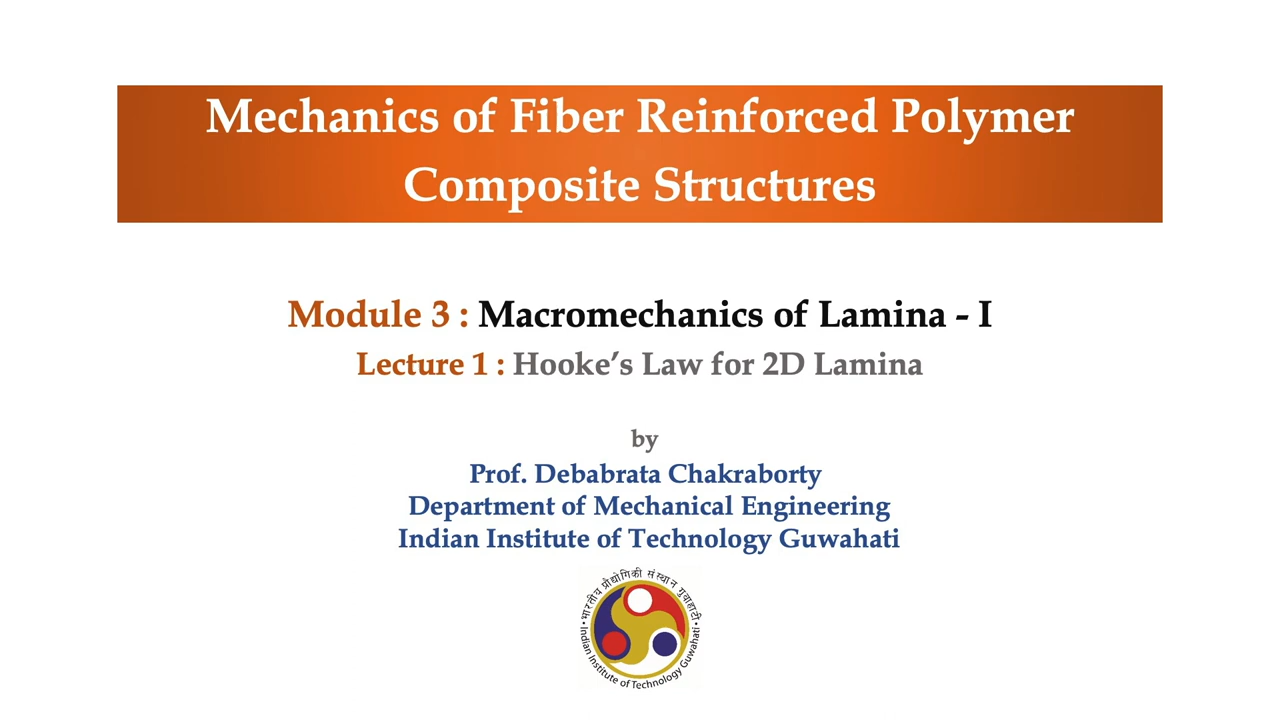 Mechanics of Fiber Reinforced Polymer
Composite Structures
Module 3 : Macromechanics of Lamina - I
Lecture 1 : Hooke's Law for 2D Lamina
by
Prof. Debabrata Chakraborty
Department of Mechanical Engineering
Indian Institute of Technology Guwahati
भारतीय प्रौद्योगिकी संस्थान गुवाहाटी
Indian Institute of Technology Guwahati